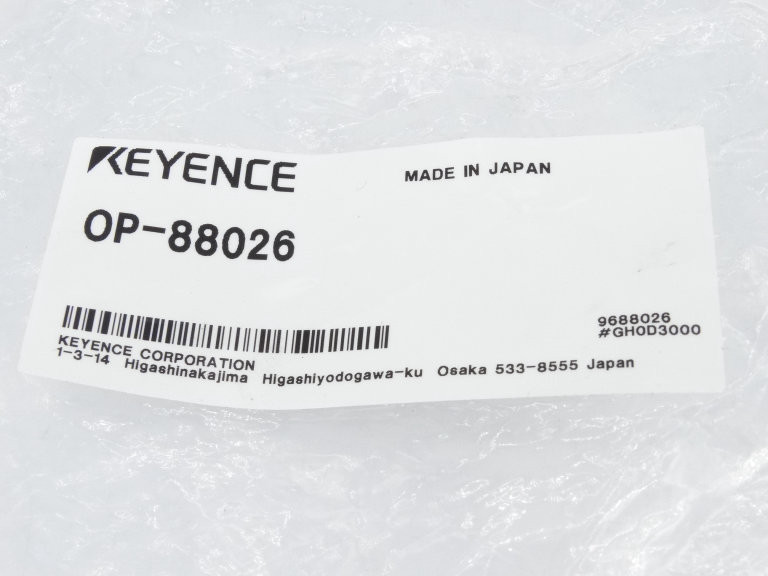 KEYENCE
MADE IN JAPAN
OP-88026
9688026
#GH0D3000
KEYENCE CORPORATION
1-3-14 Higashinakajima Higashiyodogawa-ku Osaka 533-8555 Japan